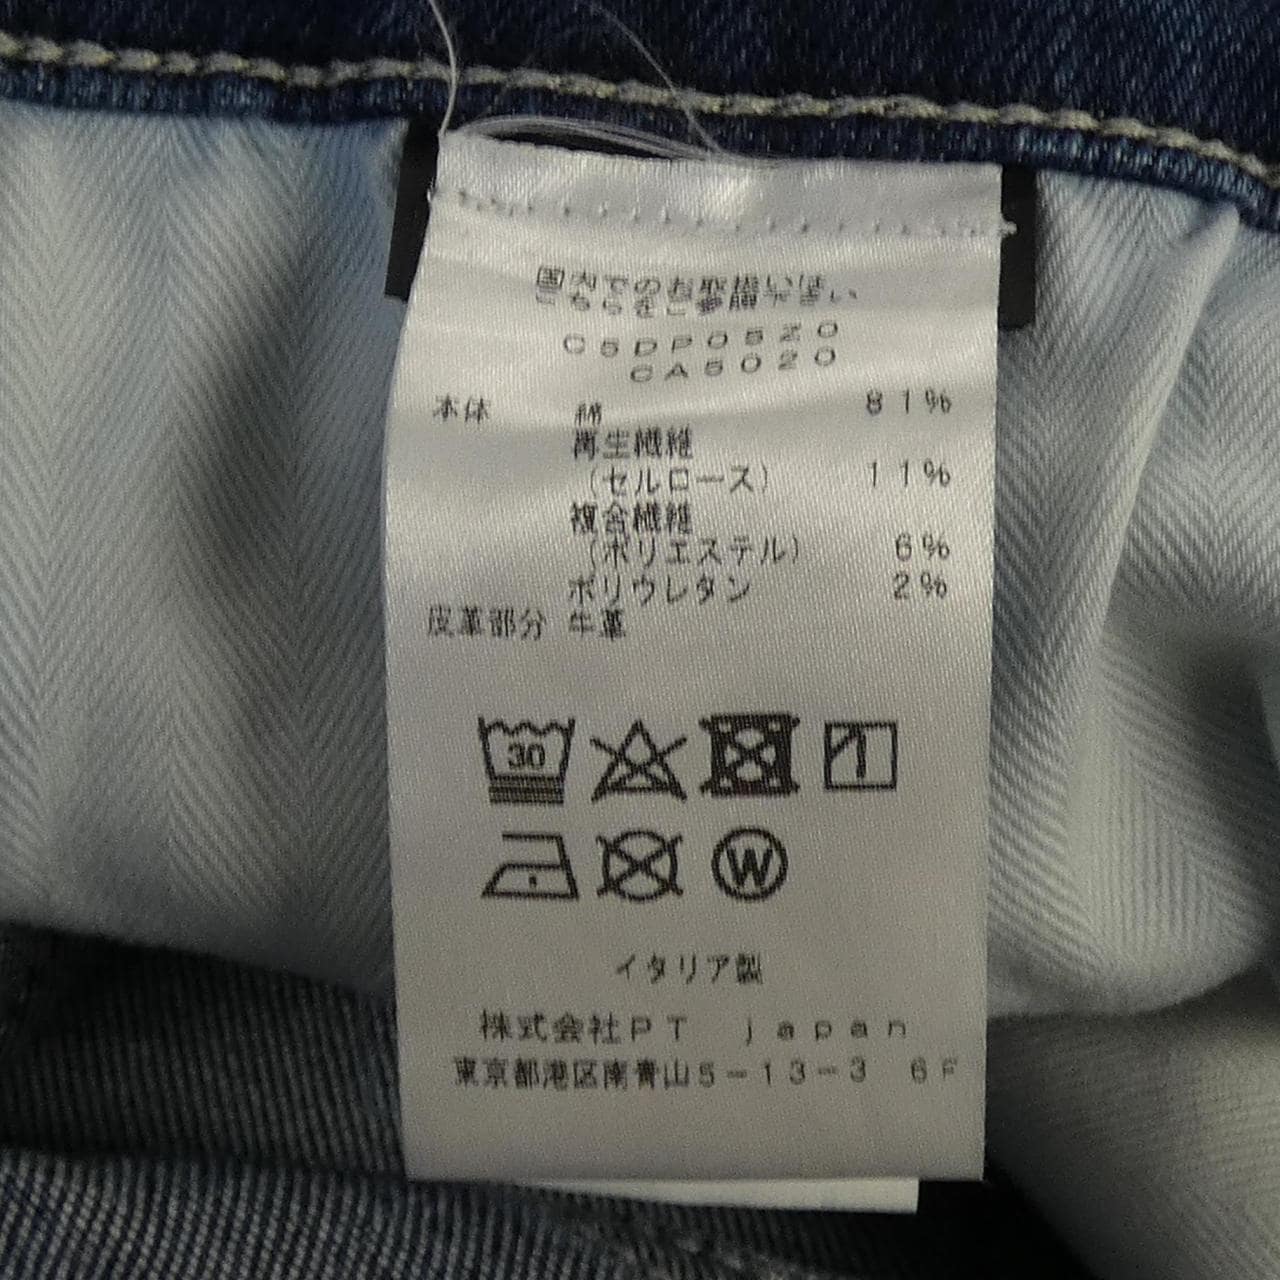 国内でのお取扱いは
こちらをご参照下さい
C5DP05Z0
CA5020
本体 綿 81%
再生繊維
(セルロース) 11%
複合繊維
(ポリエステル) 6%
ポリウレタン 2%
皮革部分 牛革
30
W
イタリア製
株式会社PT japan
東京都港区南青山5-13-3 6F